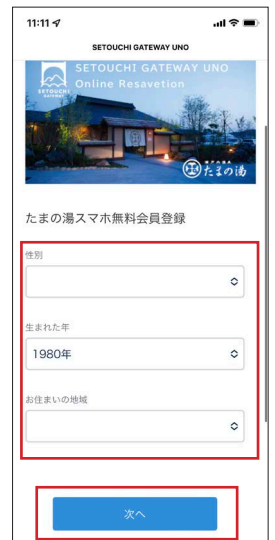 11:11
SETOUCHI GATEWAY UNO
SETOUCHI GATEWAY UNO
Online Resavetion
SETOUCHI
GATEWAY
たまの湯
たまの湯スマホ無料会員登録
性別
生まれた年
1980年
お住まいの地域
次へ